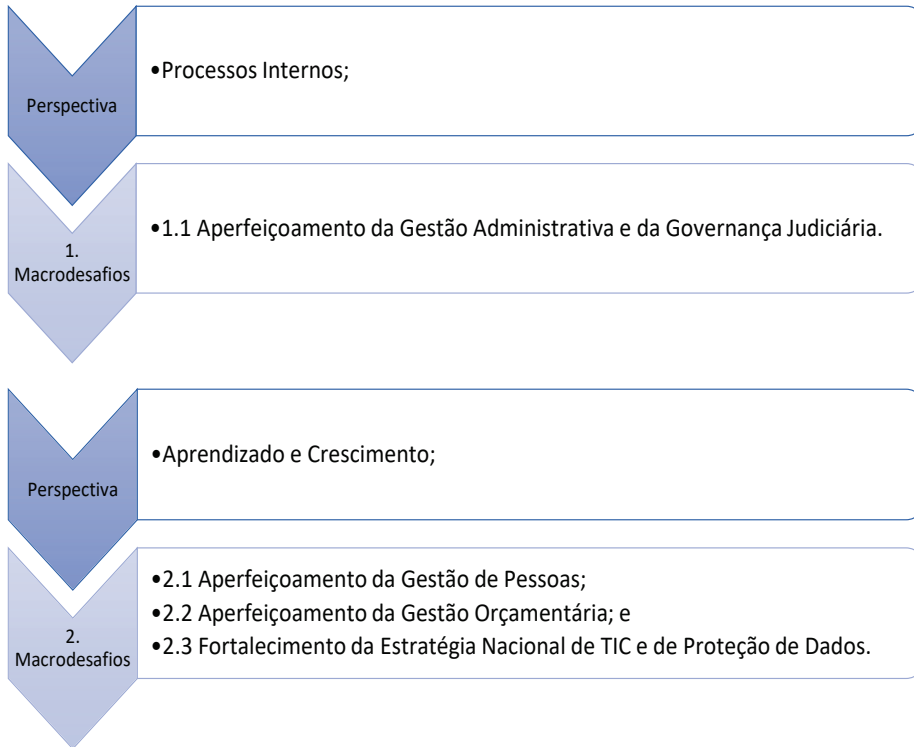 Perspectiva
•Processos Internos;
1.
Macrodesafios
•1.1 Aperfeiçoamento da Gestão Administrativa e da Governança Judiciária.
Perspectiva
•Aprendizado e Crescimento;
2.
Macrodesafios
•2.1 Aperfeiçoamento da Gestão de Pessoas;
•2.2 Aperfeiçoamento da Gestão Orçamentária; e
•2.3 Fortalecimento da Estratégia Nacional de TIC e de Proteção de Dados.